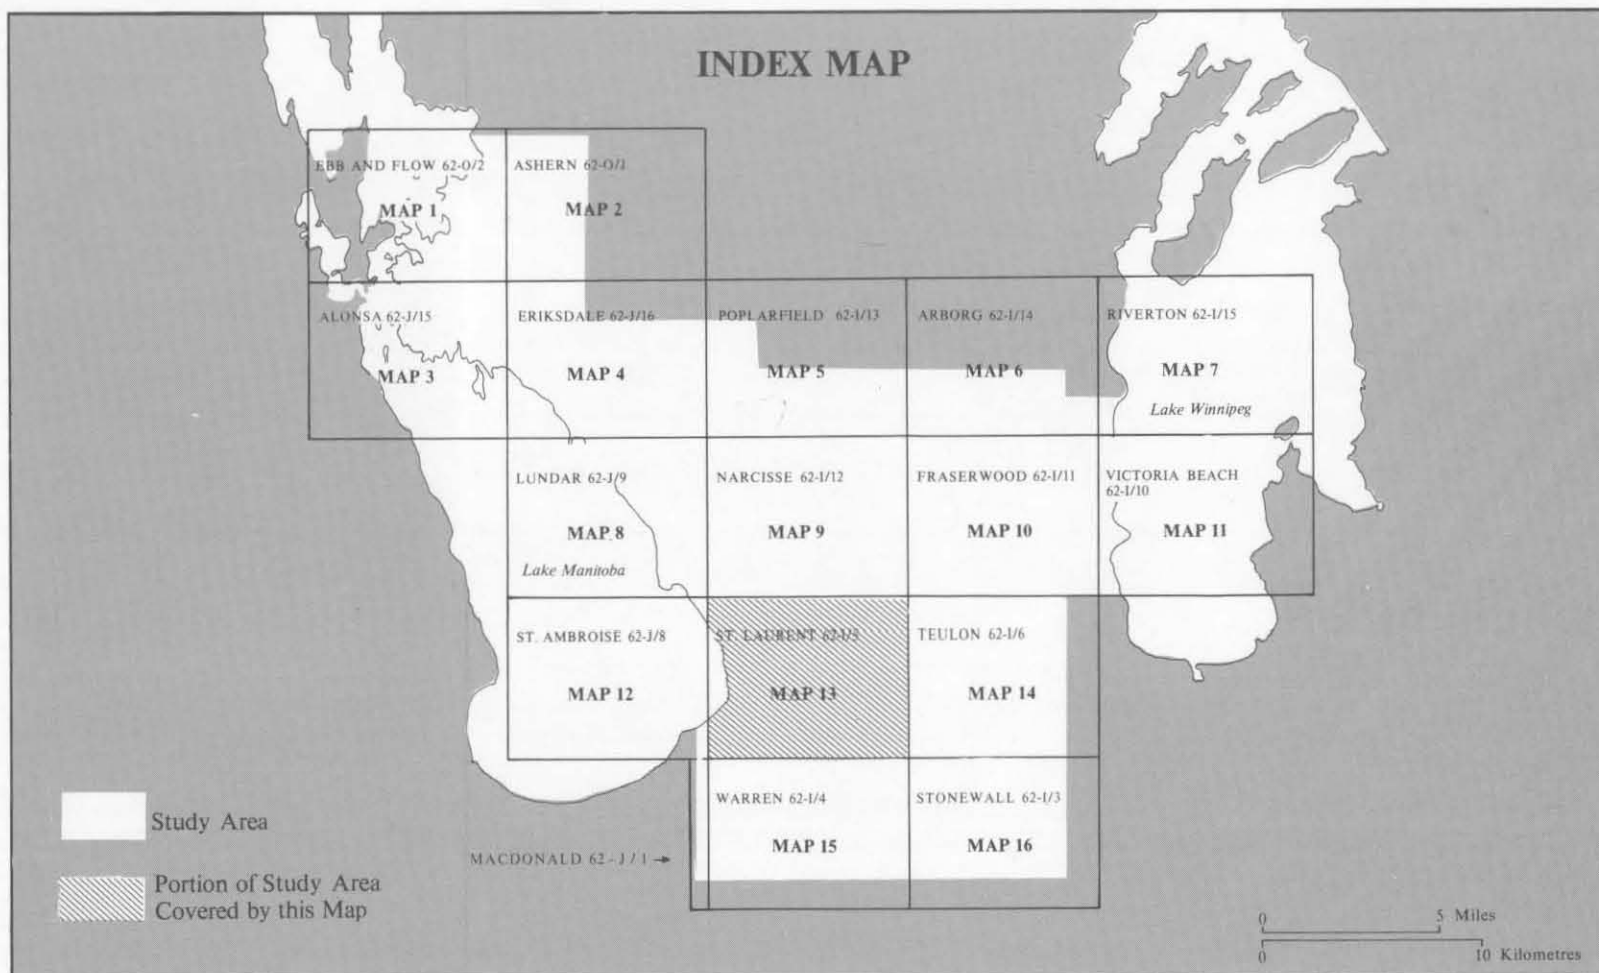 INDEX MAP
EBB AND FLOW 62-O/2
MAP 1
ASHERN 62-O/1
MAP 2
ALONSA 62-J/15
MAP 3
ERIKSDALE 62-J/16
MAP 4
POPLARFIELD 62-I/13
MAP 5
ARBORG 62-I/14
MAP 6
RIVERTON 62-I/15
MAP 7
Lake Winnipeg
LUNDAR 62-J/9
MAP 8
Lake Manitoba
NARCISSE 62-I/12
MAP 9
FRASERWOOD 62-I/11
MAP 10
VICTORIA BEACH
62-I/10
MAP 11
ST. AMBROISE 62-J/8
MAP 12
ST. LAURENT 62-I/5
MAP 13
TEULON 62-I/6
MAP 14
WARREN 62-I/4
MAP 15
STONEWALL 62-I/3
MAP 16
MACDONALD 62-J/1 →
Study Area
Portion of Study Area
Covered by this Map
0 5 Miles
0 10 Kilometres